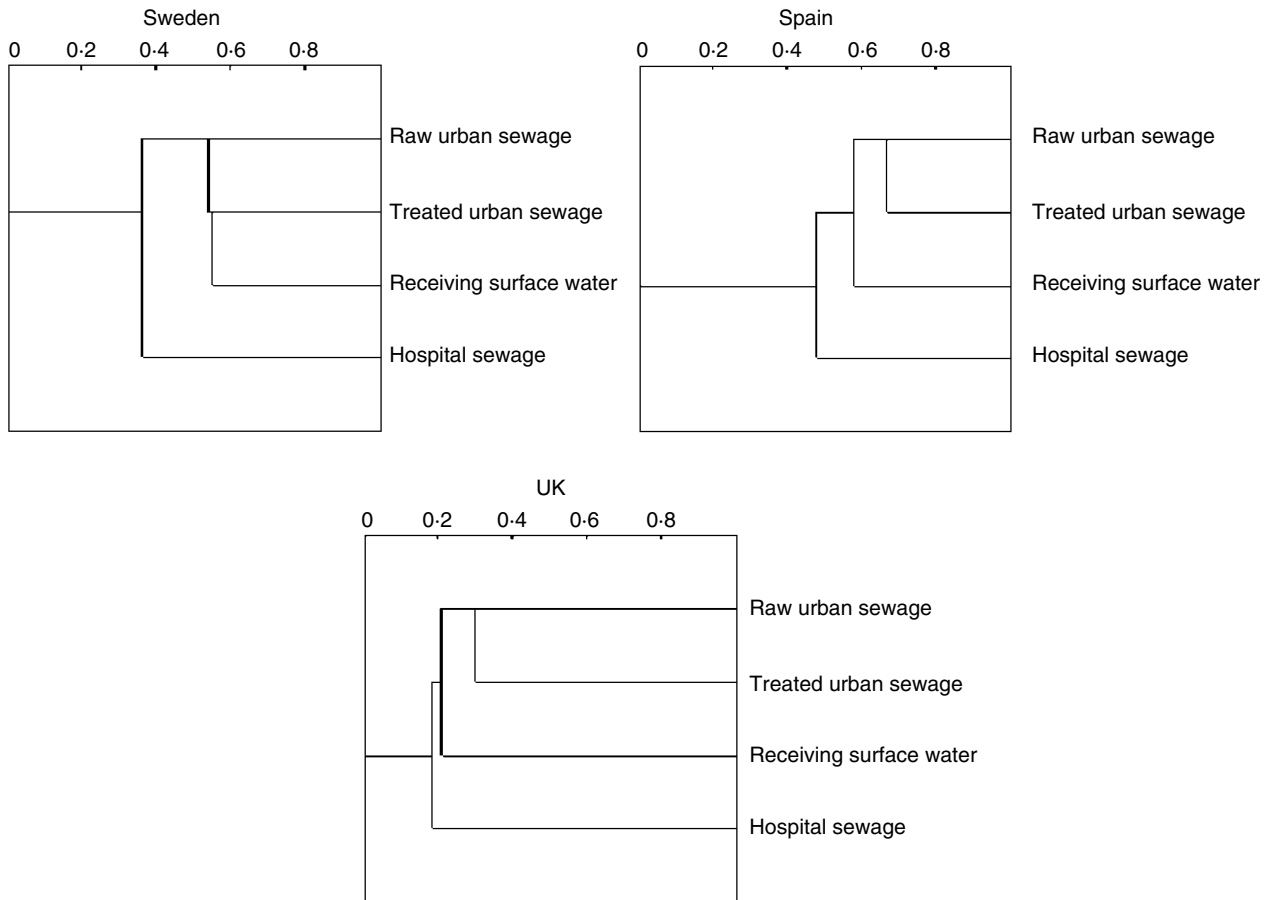 Sweden
0 0·2 0·4 0·6 0·8
Raw urban sewage
Treated urban sewage
Receiving surface water
Hospital sewage
Spain
0 0·2 0·4 0·6 0·8
Raw urban sewage
Treated urban sewage
Receiving surface water
Hospital sewage
UK
0 0·2 0·4 0·6 0·8
Raw urban sewage
Treated urban sewage
Receiving surface water
Hospital sewage